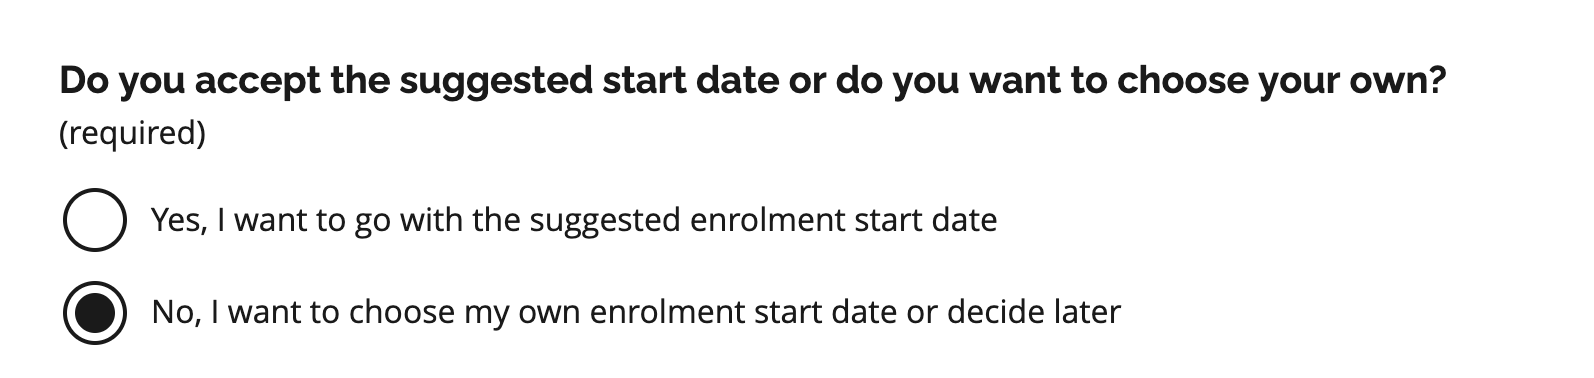 Do you accept the suggested start date or do you want to choose your own?
(required)
Yes, I want to go with the suggested enrolment start date
No, I want to choose my own enrolment start date or decide later